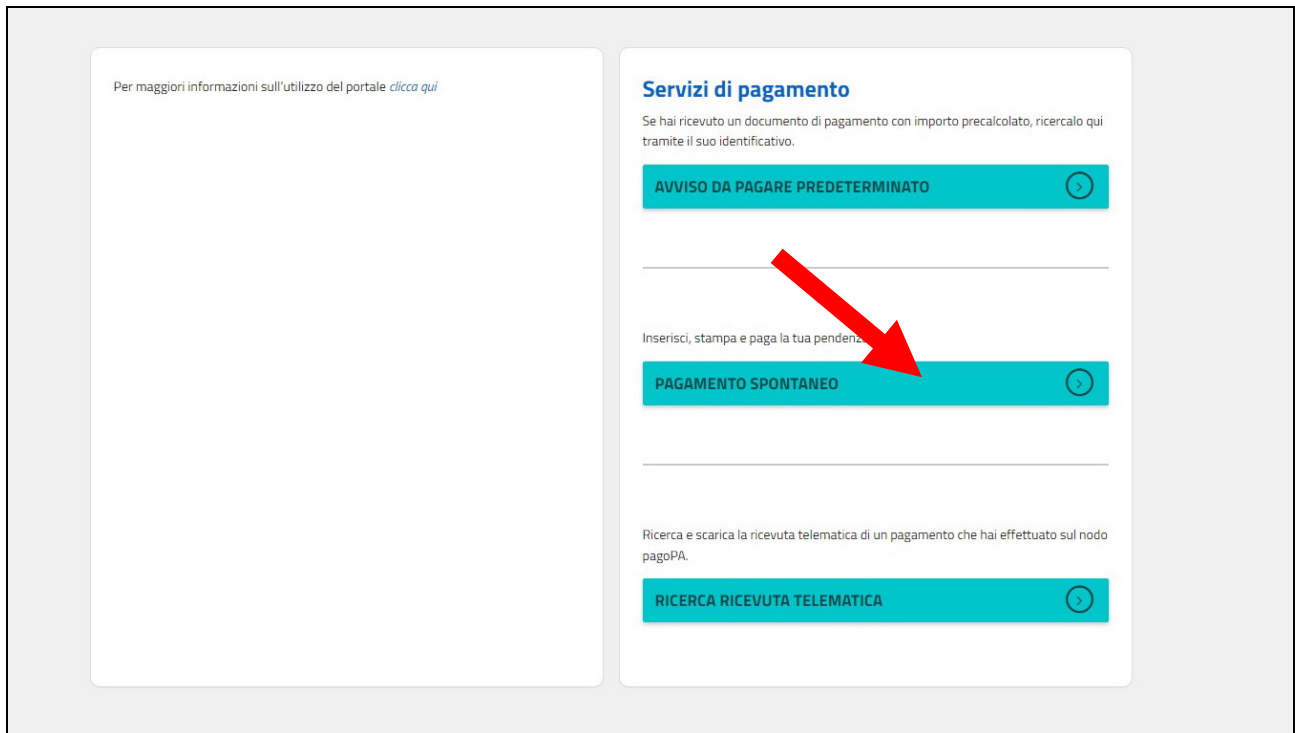 Per maggiori informazioni sull'utilizzo del portale clicca qui
Servizi di pagamento
Se hai ricevuto un documento di pagamento con importo precalcolato, ricercalo qui
tramite il suo identificativo.
AVVISO DA PAGARE PREDETERMINATO
Inserisci, stampa e paga la tua pendenza
PAGAMENTO SPONTANEO
Ricerca e scarica la ricevuta telematica di un pagamento che hai effettuato sul nodo
pagoPA.
RICERCA RICEVUTA TELEMATICA